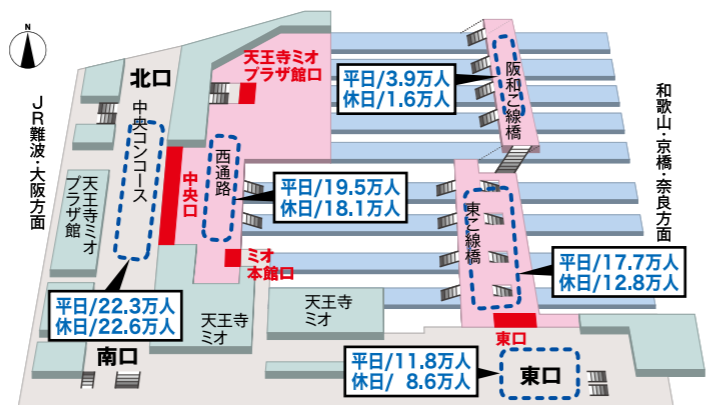 N
北口
JR難波・大阪方面
中央コンコース
天王寺ミオ
プラザ館
天王寺ミオ
プラザ館口
中央口
西通路
ミオ
本館口
平日/3.9万人
休日/1.6万人
阪和こ線橋
和歌山・京橋・奈良方面
平日/19.5万人
休日/18.1万人
東こ線橋
平日/17.7万人
休日/12.8万人
平日/22.3万人
休日/22.6万人
南口
天王寺
ミオ
天王寺
ミオ
東口
平日/11.8万人
休日/ 8.6万人
東口